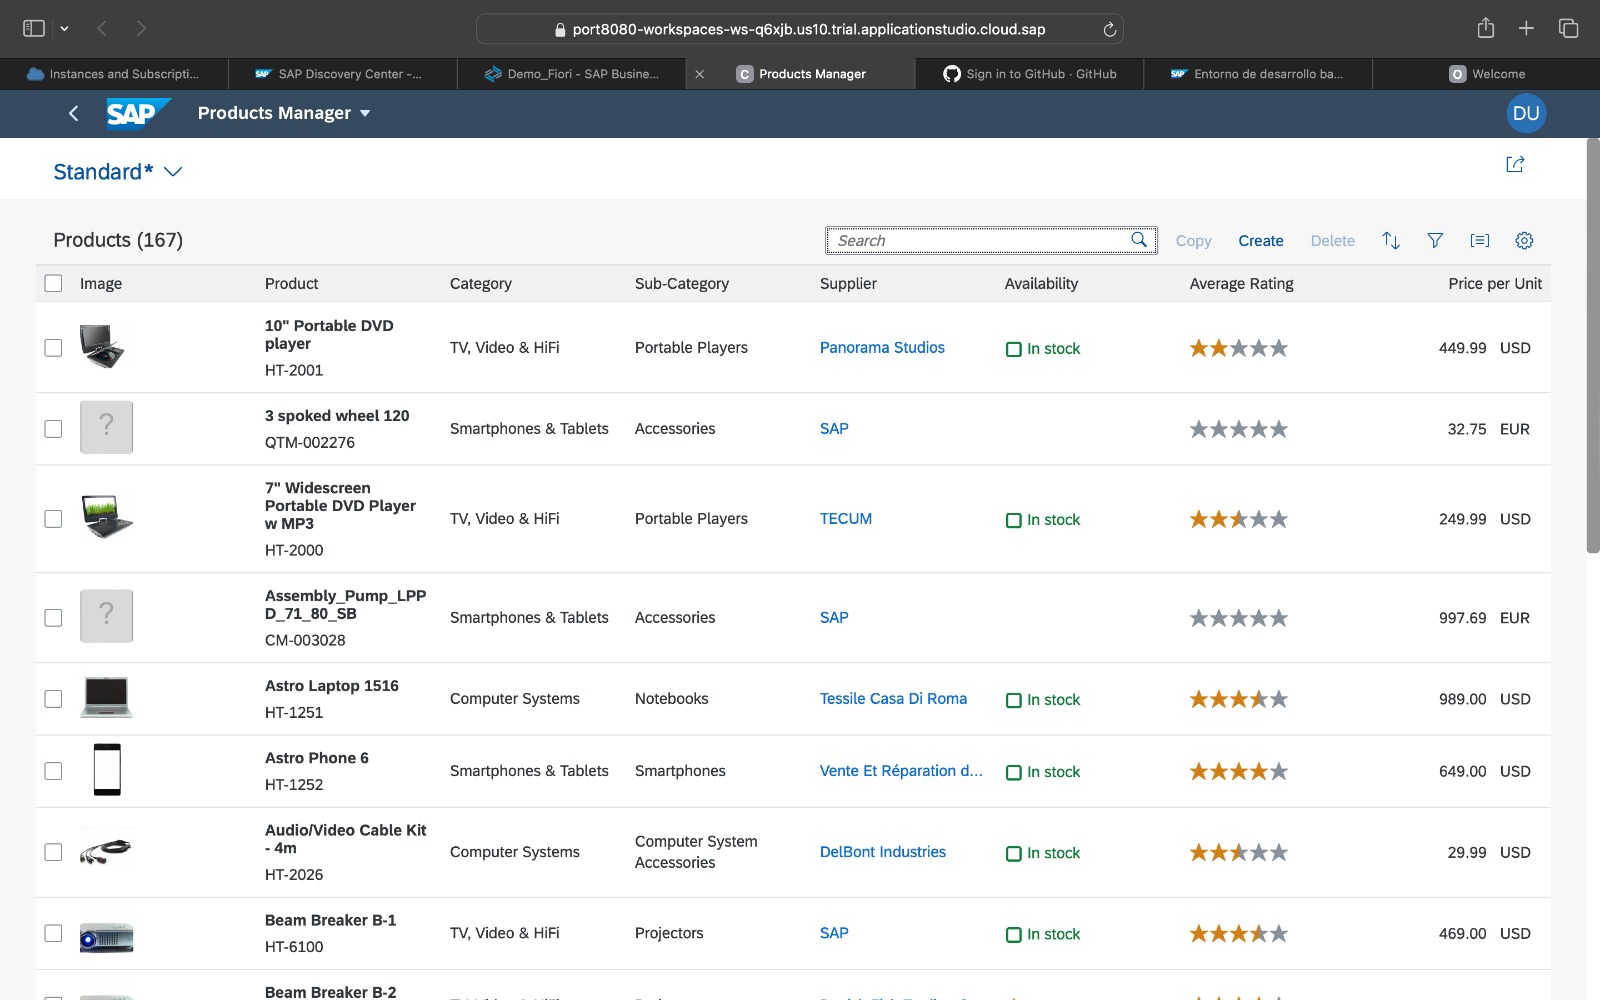 port8080-workspaces-ws-q6xjb.us10.trial.applicationstudio.cloud.sap
Instances and Subscripti...
SAP Discovery Center -...
Demo_Fiori - SAP Busine...
C Products Manager
Sign in to GitHub · GitHub
Entorno de desarrollo ba...
O Welcome
SAP Products Manager
DU
Standard*
Products (167)
Search
Copy Create Delete
Image Product Category Sub-Category Supplier Availability Average Rating Price per Unit
10" Portable DVD
player
HT-2001
TV, Video & HiFi
Portable Players
Panorama Studios
In stock
449.99 USD
?
3 spoked wheel 120
QTM-002276
Smartphones & Tablets
Accessories
SAP
32.75 EUR
7" Widescreen
Portable DVD Player
w MP3
HT-2000
TV, Video & HiFi
Portable Players
TECUM
In stock
249.99 USD
?
Assembly_Pump_LPP
D_71_80_SB
CM-003028
Smartphones & Tablets
Accessories
SAP
997.69 EUR
Astro Laptop 1516
HT-1251
Computer Systems
Notebooks
Tessile Casa Di Roma
In stock
989.00 USD
Astro Phone 6
HT-1252
Smartphones & Tablets
Smartphones
Vente Et Réparation d...
In stock
649.00 USD
Audio/Video Cable Kit
- 4m
HT-2026
Computer Systems
Computer System
Accessories
DelBont Industries
In stock
29.99 USD
Beam Breaker B-1
HT-6100
TV, Video & HiFi
Projectors
SAP
In stock
469.00 USD
Beam Breaker B-2